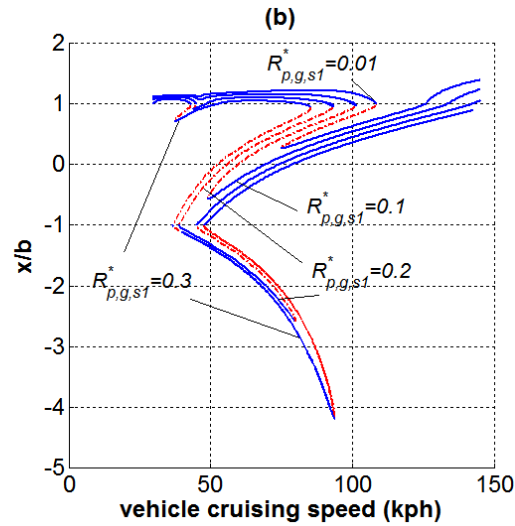 (b)
2
R*p,g,s1=0.01
1
0
R*p,g,s1=0.1
-1
R*p,g,s1=0.3
R*p,g,s1=0.2
-2
-3
-4
-5
x/b
0 50 100 150
vehicle cruising speed (kph)